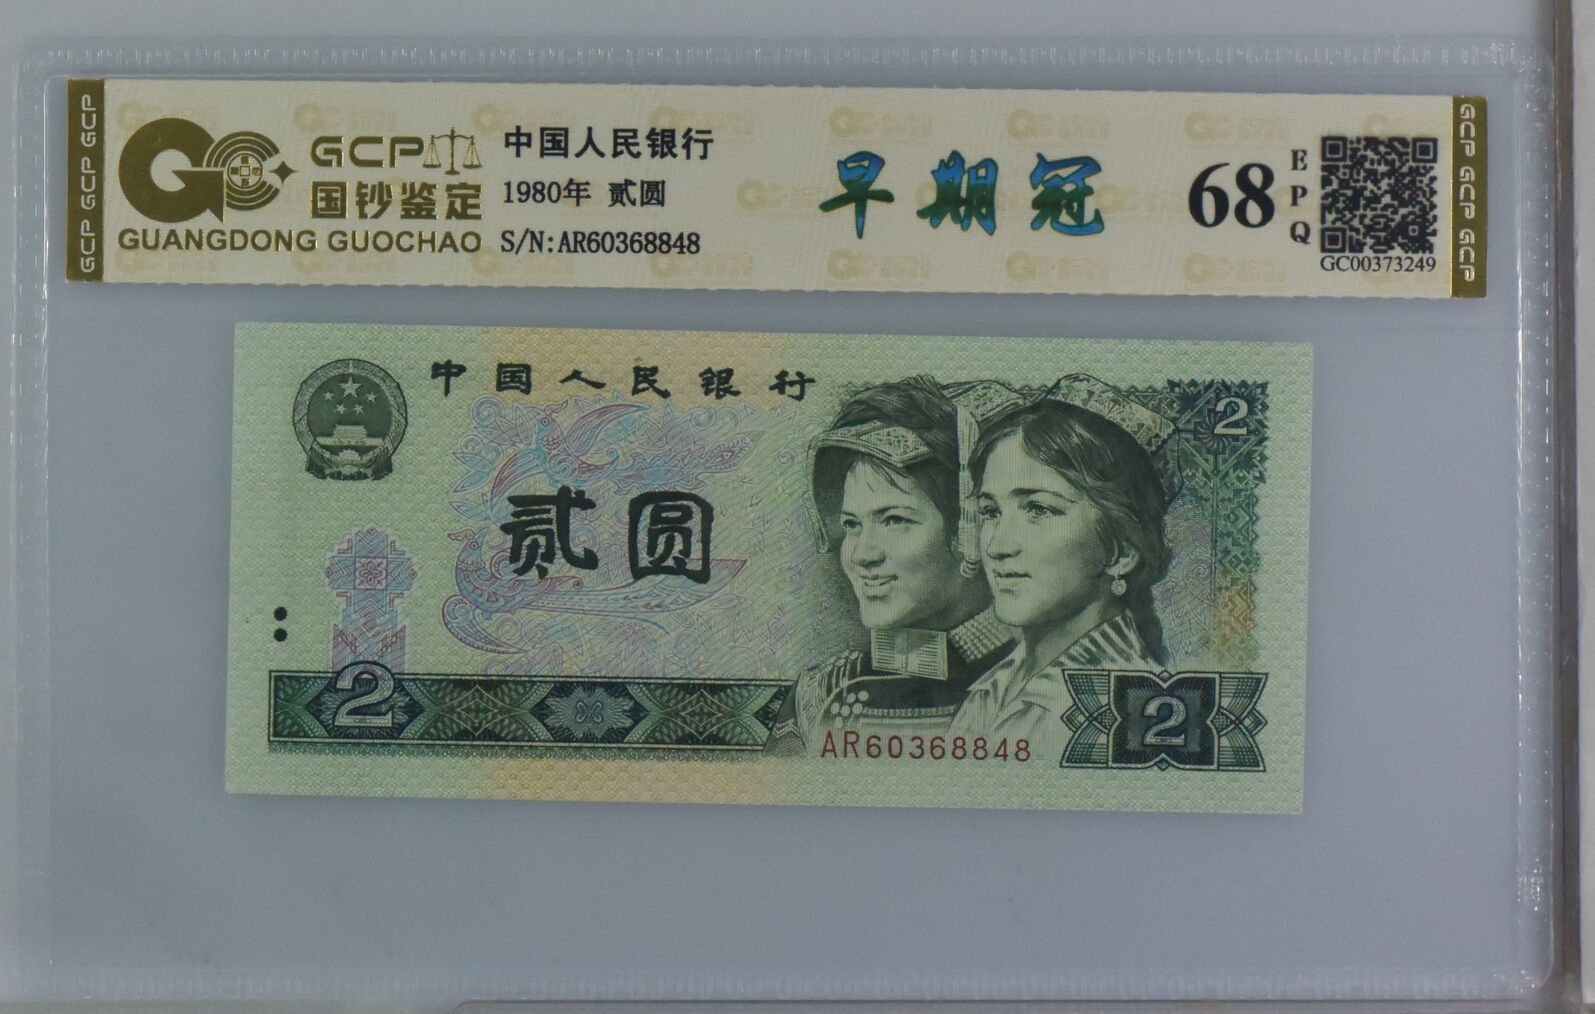 GCP GCP GCP
GCP
国钞鉴定
GUANGDONG GUOCHAO
中国人民银行
1980年 贰圆
S/N:AR60368848
早期冠
68
EPQ
GC00373249
GCP GCP GCP
中国人民银行
2
贰圆
2
AR60368848
2